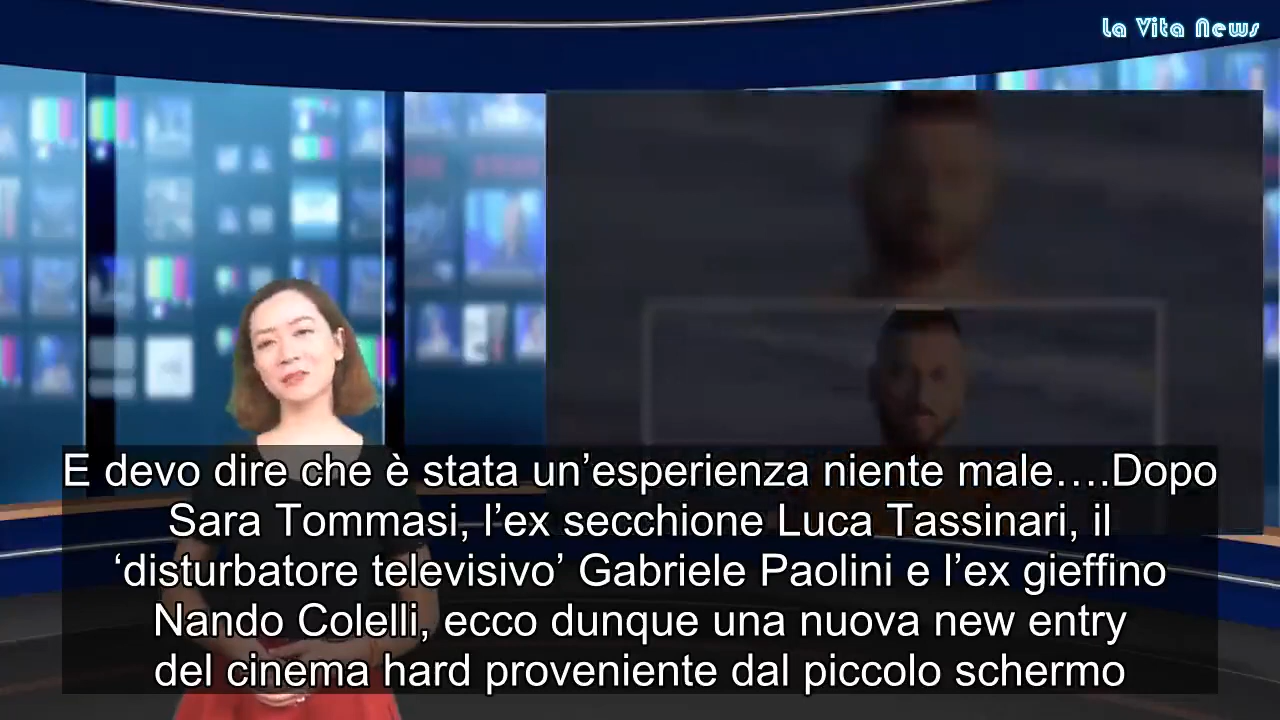 La Vita News
E devo dire che è stata un’esperienza niente male….Dopo
Sara Tommasi, l’ex secchione Luca Tassinari, il
‘disturbatore televisivo’ Gabriele Paolini e l’ex gieffino
Nando Colelli, ecco dunque una nuova new entry
del cinema hard proveniente dal piccolo schermo